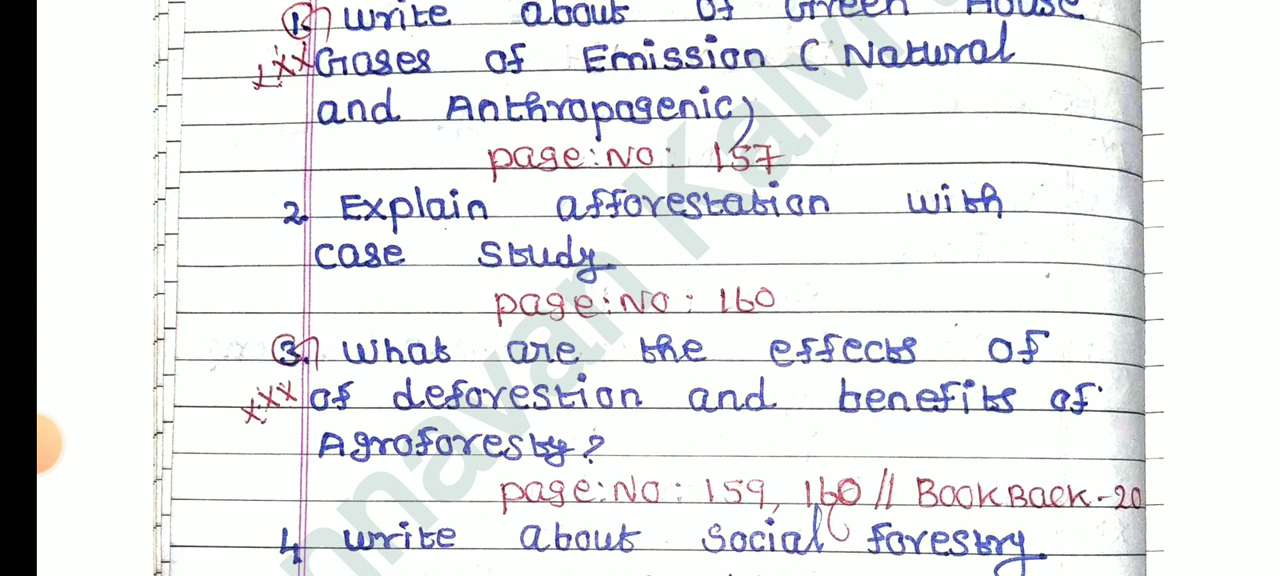 1. Write about of Green House
xxx Gases of Emission ( Natural
and Anthropogenic)
page:No: 157
2. Explain afforestation with
case study
page:No: 160
3. What are the effects of
xxx of deforestion and benefits of
Agroforesty?
page:No: 159, 160 // BOOK BACK-20
4. write about social forestry